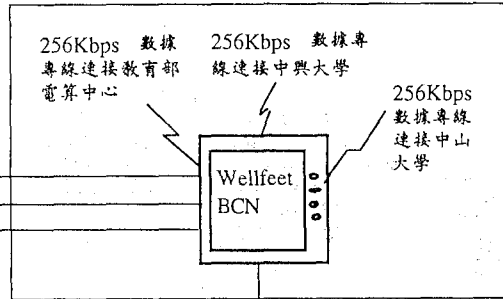 256Kbps 數據
專線連接教育部
電算中心
256Kbps 數據專
線連接中興大學
256Kbps
數據專線
連接中山
大學
Wellfeet
BCN